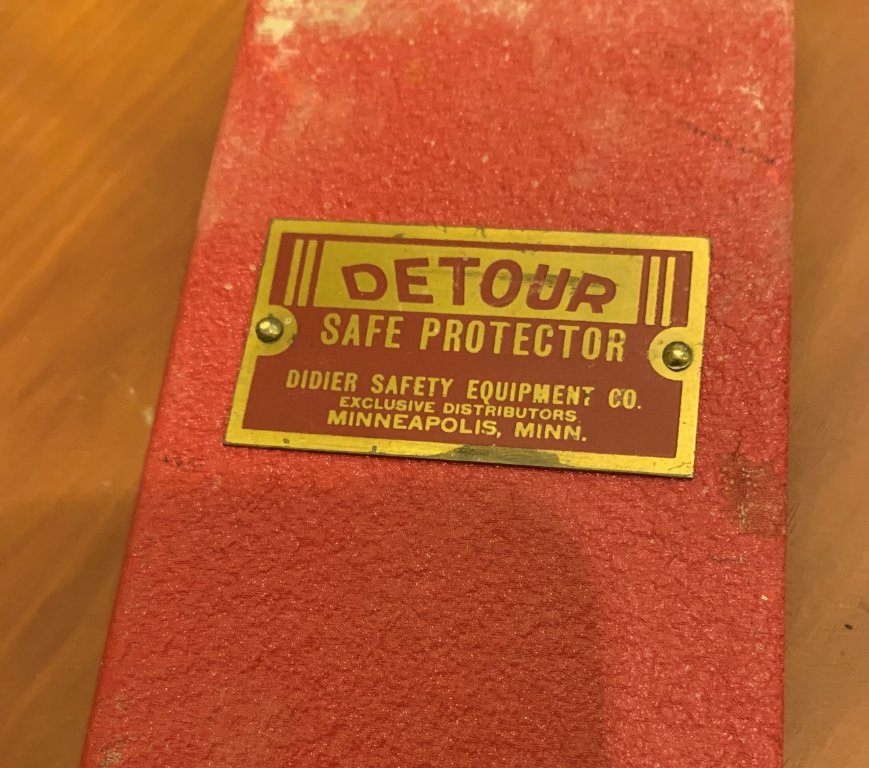 DETOUR
SAFE PROTECTOR
DIDIER SAFETY EQUIPMENT CO.
EXCLUSIVE DISTRIBUTORS
MINNEAPOLIS, MINN.